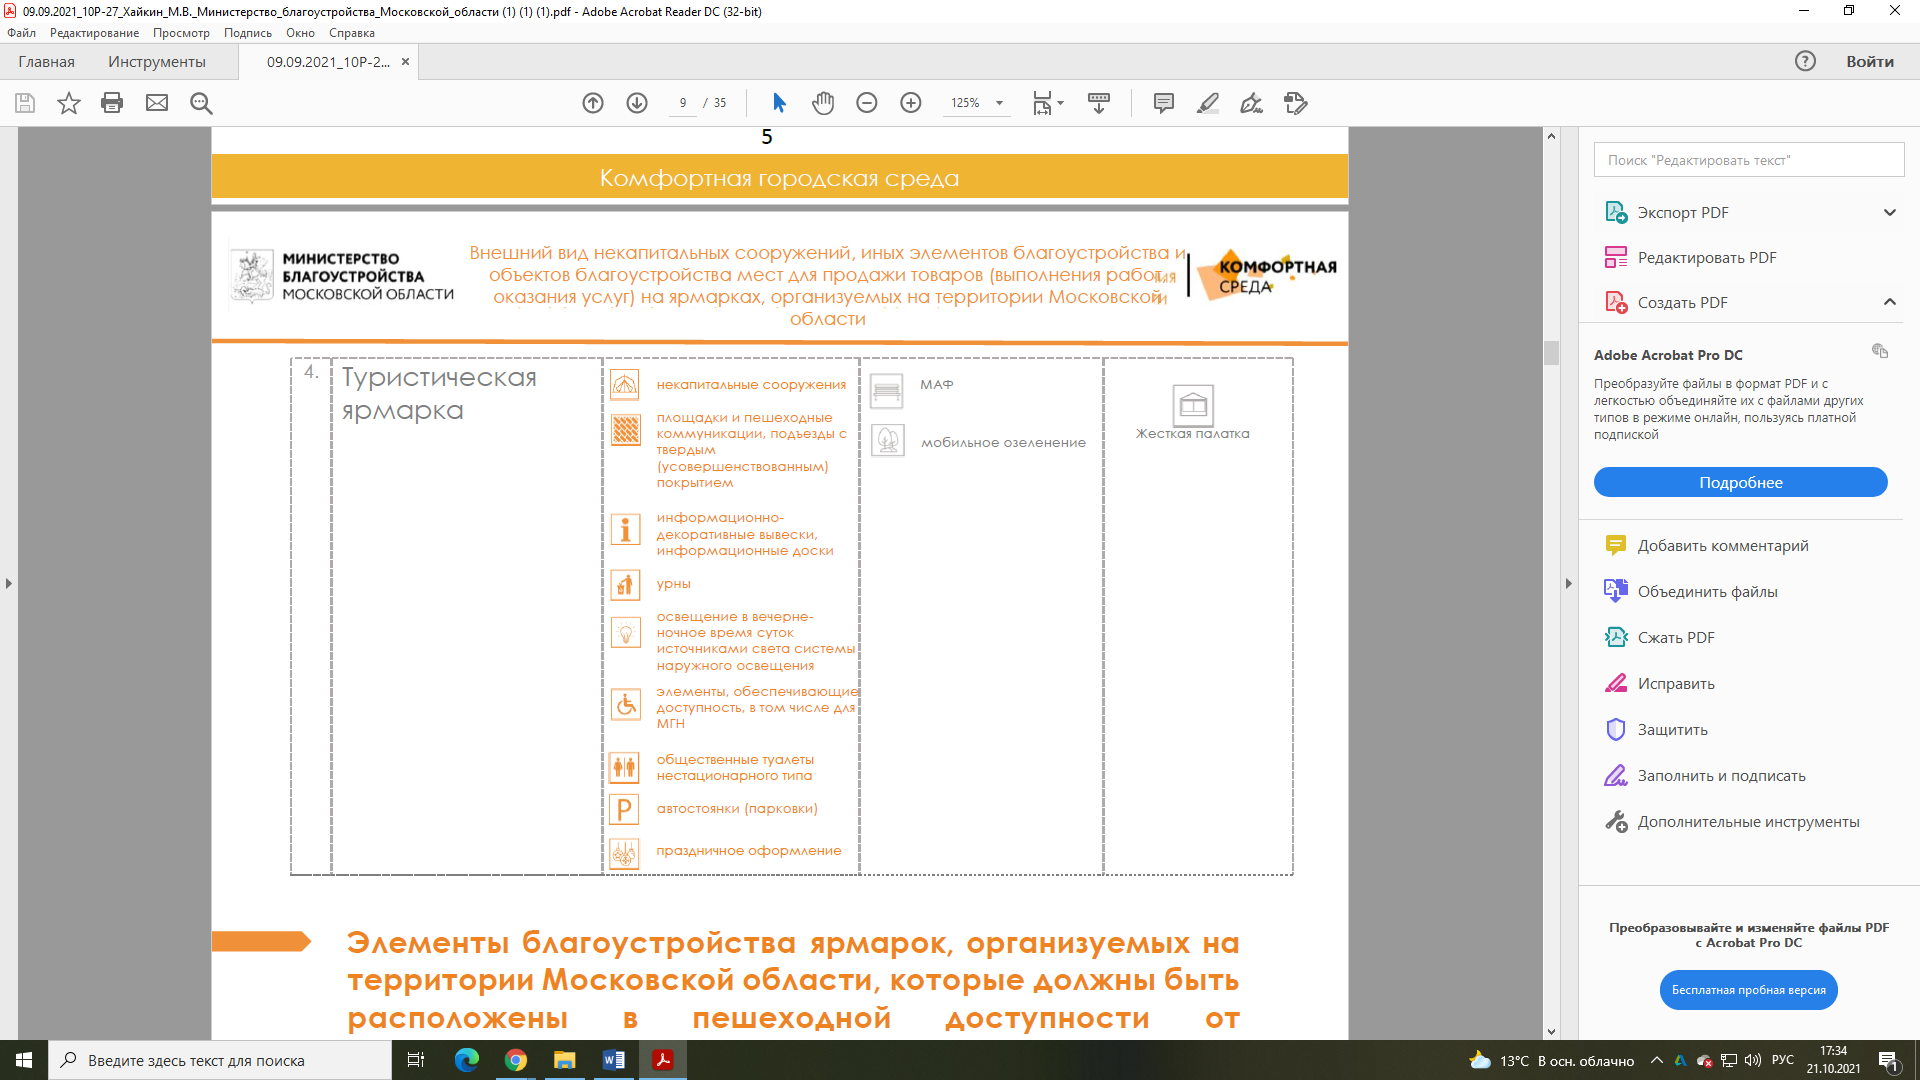 09.09.2021_10Р-27_Хайкин_М.В._Министерство_благоустройства_Московской_области (1) (1) (1).pdf - Adobe Acrobat Reader DC (32-bit)
Файл Редактирование Просмотр Подпись Окно Справка
Главная Инструменты 09.09.2021_10Р-2... × Войти
9 / 35 125%
5
Комфортная городская среда
МИНИСТЕРСТВО
БЛАГОУСТРОЙСТВА
МОСКОВСКОЙ ОБЛАСТИ
Внешний вид некапитальных сооружений, иных элементов благоустройства и
объектов благоустройства мест для продажи товаров (выполнения работ,
оказания услуг) на ярмарках, организуемых на территории Московской
области
КОМФОРТНАЯ
СРЕДА
4.
Туристическая
ярмарка
некапитальные сооружения
площадки и пешеходные
коммуникации, подъезды с
твердым
(усовершенствованным)
покрытием
информационно-
декоративные вывески,
информационные доски
урны
освещение в вечерне-
ночное время суток
источниками света системы
наружного освещения
элементы, обеспечивающие
доступность, в том числе для
МГН
общественные туалеты
нестационарного типа
P
автостоянки (парковки)
праздничное оформление
МАФ
мобильное озеленение
Жесткая палатка
Элементы благоустройства ярмарок, организуемых на
территории Московской области, которые должны быть
расположены в пешеходной доступности от
Поиск "Редактировать текст"
Экспорт PDF
Редактировать PDF
Создать PDF
Adobe Acrobat Pro DC
Преобразуйте файлы в формат PDF и с
легкостью объединяйте их с файлами других
типов в режиме онлайн, пользуясь платной
подпиской
Подробнее
Добавить комментарий
Объединить файлы
Сжать PDF
Исправить
Защитить
Заполнить и подписать
Дополнительные инструменты
Преобразовывайте и изменяйте файлы PDF
с Acrobat Pro DC
Бесплатная пробная версия
Введите здесь текст для поиска
13°C В осн. облачно
РУС
17:34
21.10.2021
1